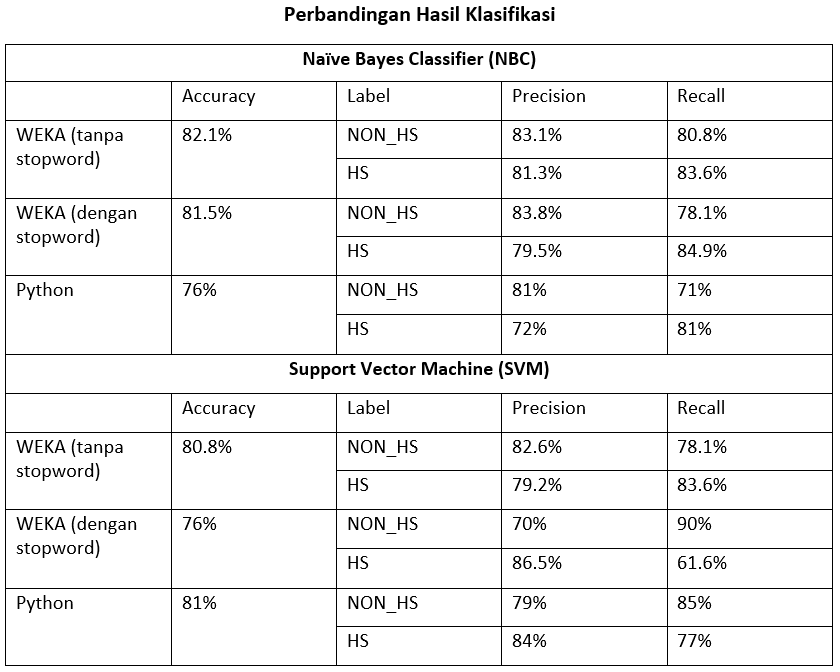 Perbandingan Hasil Klasifikasi
Naïve Bayes Classifier (NBC)
Accuracy Label Precision Recall
WEKA (tanpa stopword) 82.1% NON_HS 83.1% 80.8%
HS 81.3% 83.6%
WEKA (dengan stopword) 81.5% NON_HS 83.8% 78.1%
HS 79.5% 84.9%
Python 76% NON_HS 81% 71%
HS 72% 81%
Support Vector Machine (SVM)
Accuracy Label Precision Recall
WEKA (tanpa stopword) 80.8% NON_HS 82.6% 78.1%
HS 79.2% 83.6%
WEKA (dengan stopword) 76% NON_HS 70% 90%
HS 86.5% 61.6%
Python 81% NON_HS 79% 85%
HS 84% 77%